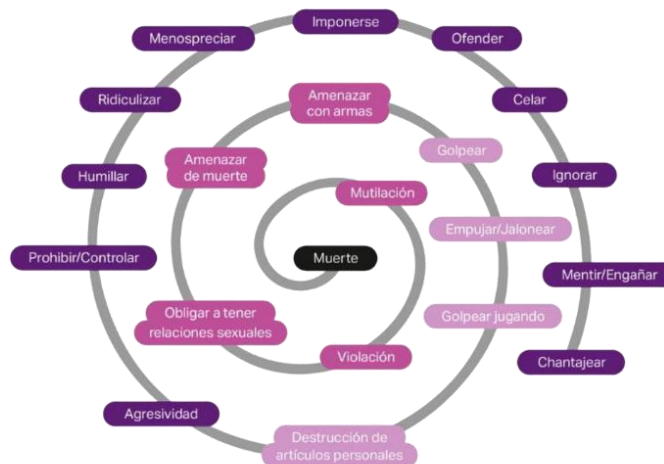 Imponerse
Menospreciar
Ofender
Ridiculizar
Amenazar
con armas
Celar
Golpear
Amenazar
de muerte
Humillar
Mutilación
Ignorar
Empujar/Jalonear
Prohibir/Controlar
Muerte
Mentir/Engañar
Obligar a tener
relaciones sexuales
Golpear jugando
Violación
Chantajear
Agresividad
Destrucción de
artículos personales